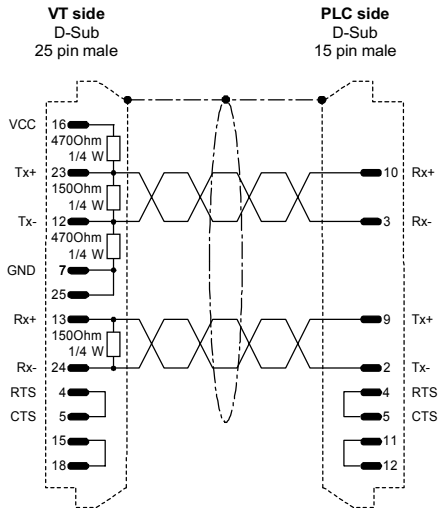 VT side PLC side
D-Sub D-Sub
25 pin male 15 pin male
VCC 16
470Ohm
1/4 W
Tx+ 23 10 Rx+
150Ohm
1/4 W
Tx- 12 3 Rx-
470Ohm
1/4 W
GND 7
25
Rx+ 13 9 Tx+
150Ohm
1/4 W
Rx- 24 2 Tx-
RTS 4 4 RTS
CTS 5 5 CTS
15 11
18 12